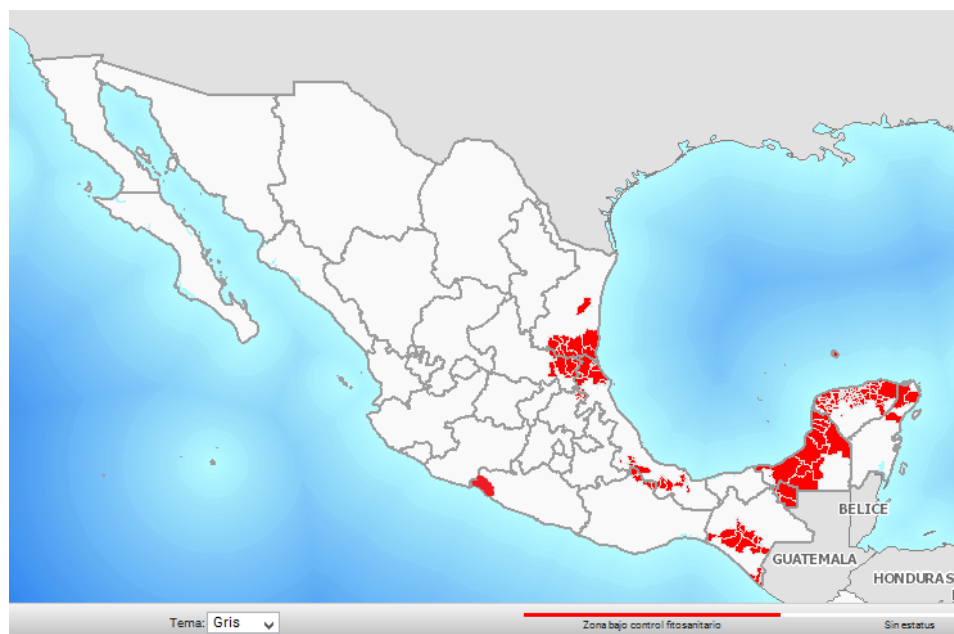 BELICE
GUATEMALA
HONDURAS
Tema: Gris
Zona bajo control fitosanitario
Sin estatus